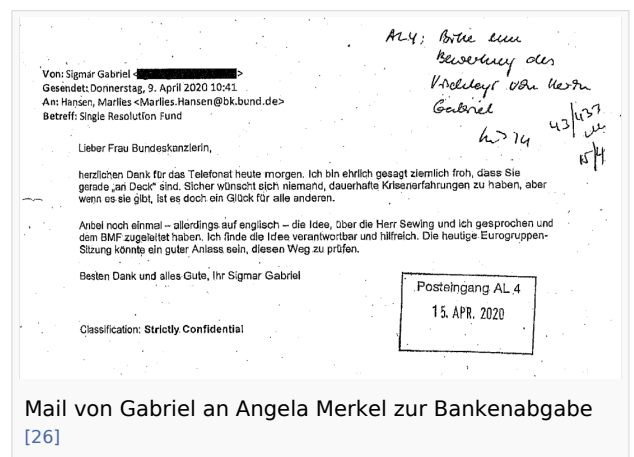 AL4: Bitte um
Bewertung des
Vorschlags von Herrn
Gabriel
43/433
15/4
Von: Sigmar Gabriel < >
Gesendet: Donnerstag, 9. April 2020 10:41
An: Hansen, Marlies <Marlies.Hansen@bk.bund.de>
Betreff: Single Resolution Fund
Lieber Frau Bundeskanzlerin,
herzlichen Dank für das Telefonat heute morgen. Ich bin ehrlich gesagt ziemlich froh, dass Sie
gerade „an Deck“ sind. Sicher wünscht sich niemand, dauerhafte Krisenerfahrungen zu haben, aber
wenn es sie gibt, ist es doch ein Glück für alle anderen.
Anbei noch einmal – allerdings auf englisch – die Idee, über die Herr Sewing und ich gesprochen und
dem BMF zugeleitet haben. Ich finde die Idee verantwortbar und hilfreich. Die heutige Eurogruppen-
Sitzung könnte ein guter Anlass sein, diesen Weg zu prüfen.
Besten Dank und alles Gute, Ihr Sigmar Gabriel
Posteingang AL 4
15. APR. 2020
Classification: Strictly Confidential
Mail von Gabriel an Angela Merkel zur Bankenabgabe
[26]